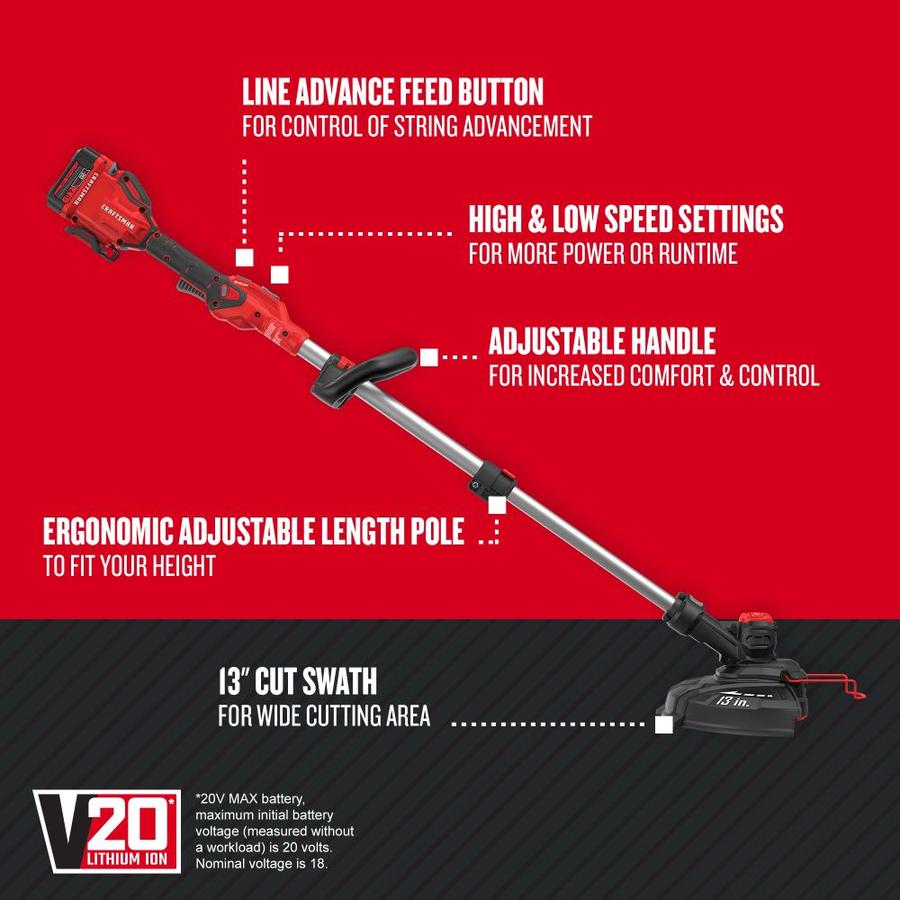 LINE ADVANCE FEED BUTTON
FOR CONTROL OF STRING ADVANCEMENT
CRAFTSMAN
CRAFTSMAN
HIGH & LOW SPEED SETTINGS
FOR MORE POWER OR RUNTIME
ADJUSTABLE HANDLE
FOR INCREASED COMFORT & CONTROL
ERGONOMIC ADJUSTABLE LENGTH POLE
TO FIT YOUR HEIGHT
13" CUT SWATH
FOR WIDE CUTTING AREA
13 in.
V20*
LITHIUM ION
*20V MAX battery,
maximum initial battery
voltage (measured without
a workload) is 20 volts.
Nominal voltage is 18.